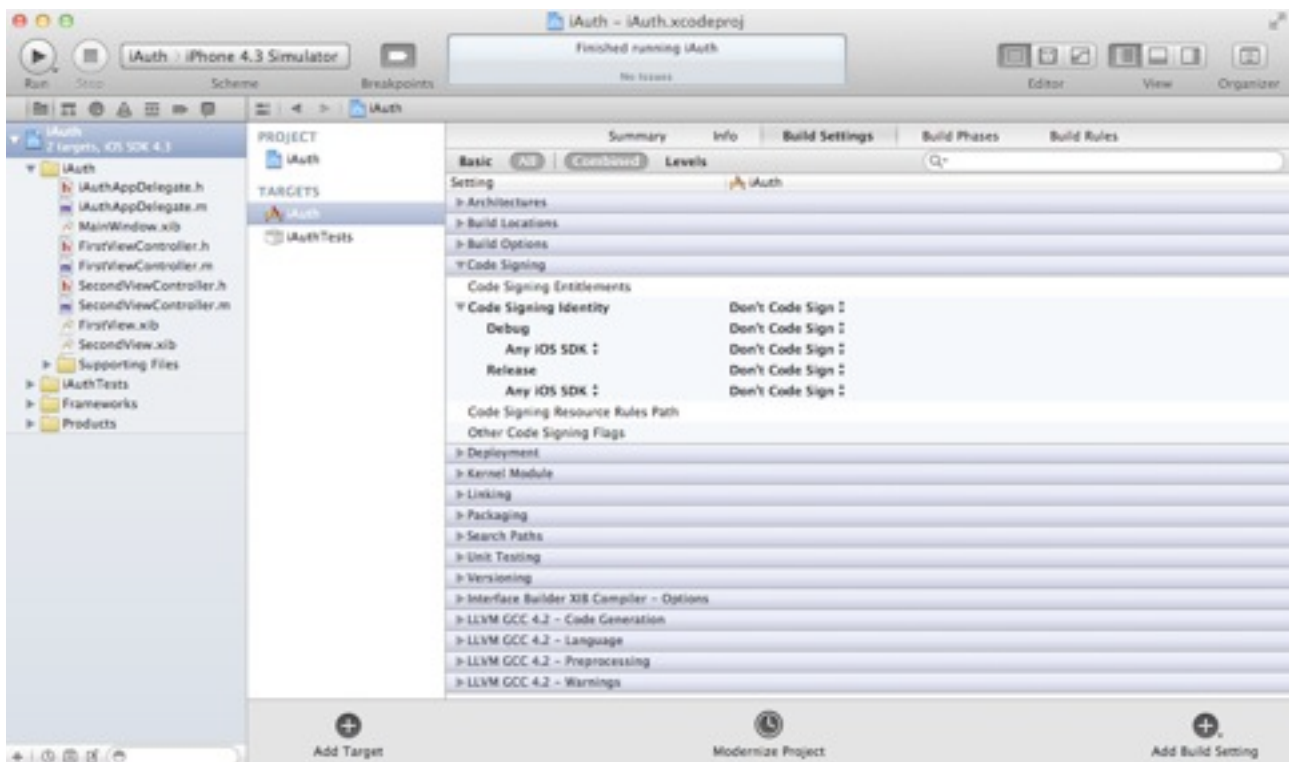 iAuth - iAuth.xcodeproj
iAuth iPhone 4.3 Simulator
Finished running iAuth
No Issues
Run Stop Scheme Breakpoints
Editor View Organizer
iAuth
iAuth
2 targets, iOS SDK 4.3
iAuth
iAuthAppDelegate.h
iAuthAppDelegate.m
MainWindow.xib
FirstViewController.h
FirstViewController.m
SecondViewController.h
SecondViewController.m
FirstView.xib
SecondView.xib
Supporting Files
iAuthTests
Frameworks
Products
PROJECT
iAuth
TARGETS
iAuth
iAuthTests
Summary Info Build Settings Build Phases Build Rules
Basic All Combined Levels
Setting iAuth
Architectures
Build Locations
Build Options
Code Signing
Code Signing Entitlements
Code Signing Identity Don't Code Sign
Debug Don't Code Sign
Any iOS SDK Don't Code Sign
Release Don't Code Sign
Any iOS SDK Don't Code Sign
Code Signing Resource Rules Path
Other Code Signing Flags
Deployment
Kernel Module
Linking
Packaging
Search Paths
Unit Testing
Versioning
Interface Builder XIB Compiler - Options
LLVM GCC 4.2 - Code Generation
LLVM GCC 4.2 - Language
LLVM GCC 4.2 - Preprocessing
LLVM GCC 4.2 - Warnings
Add Target Modernize Project Add Build Setting